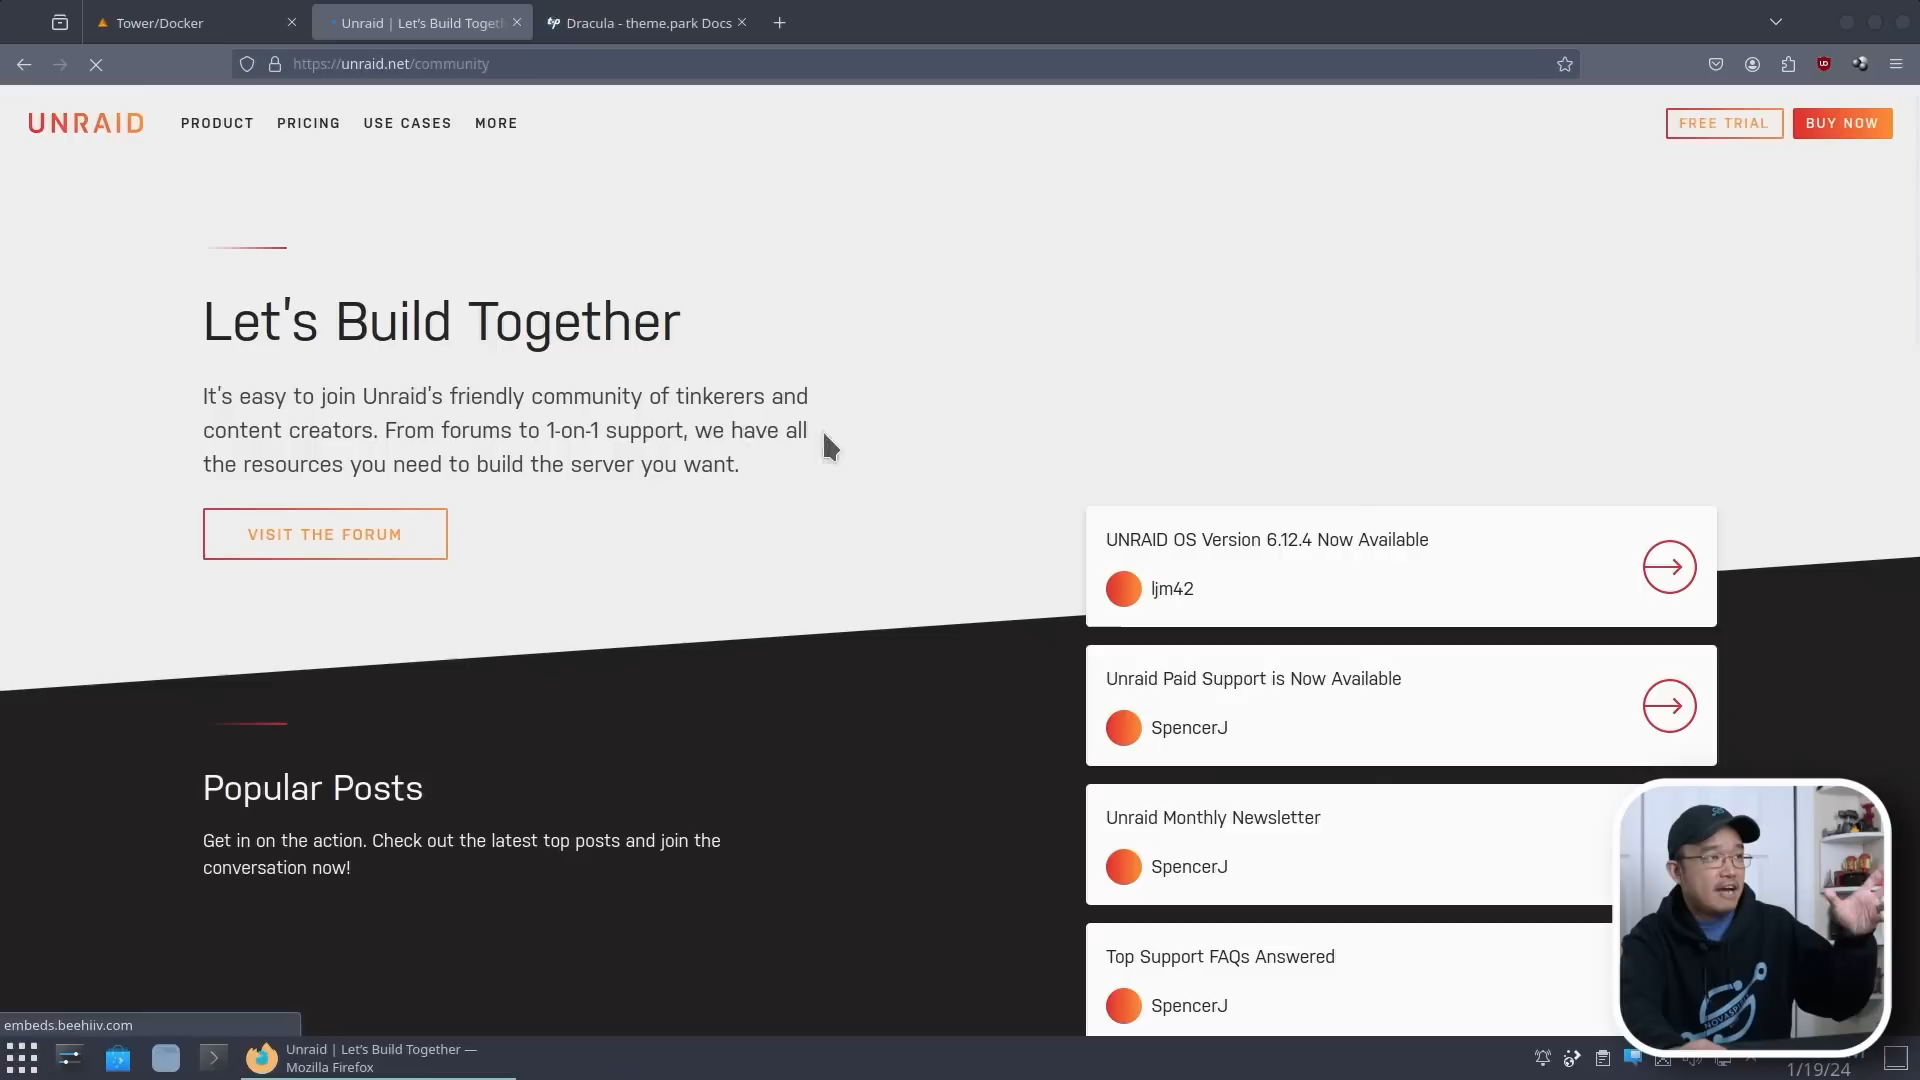 Tower/Docker
Unraid | Let's Build Togeth
tp Dracula - theme.park Docs
https://unraid.net/community
UNRAID
PRODUCT
PRICING
USE CASES
MORE
FREE TRIAL
BUY NOW
Let's Build Together
It's easy to join Unraid's friendly community of tinkerers and
content creators. From forums to 1-on-1 support, we have all
the resources you need to build the server you want.
VISIT THE FORUM
UNRAID OS Version 6.12.4 Now Available
ljm42
Unraid Paid Support is Now Available
SpencerJ
Popular Posts
Get in on the action. Check out the latest top posts and join the
conversation now!
Unraid Monthly Newsletter
SpencerJ
Top Support FAQs Answered
SpencerJ
embeds.beehiiv.com
Unraid | Let's Build Together —
Mozilla Firefox
1/19/24